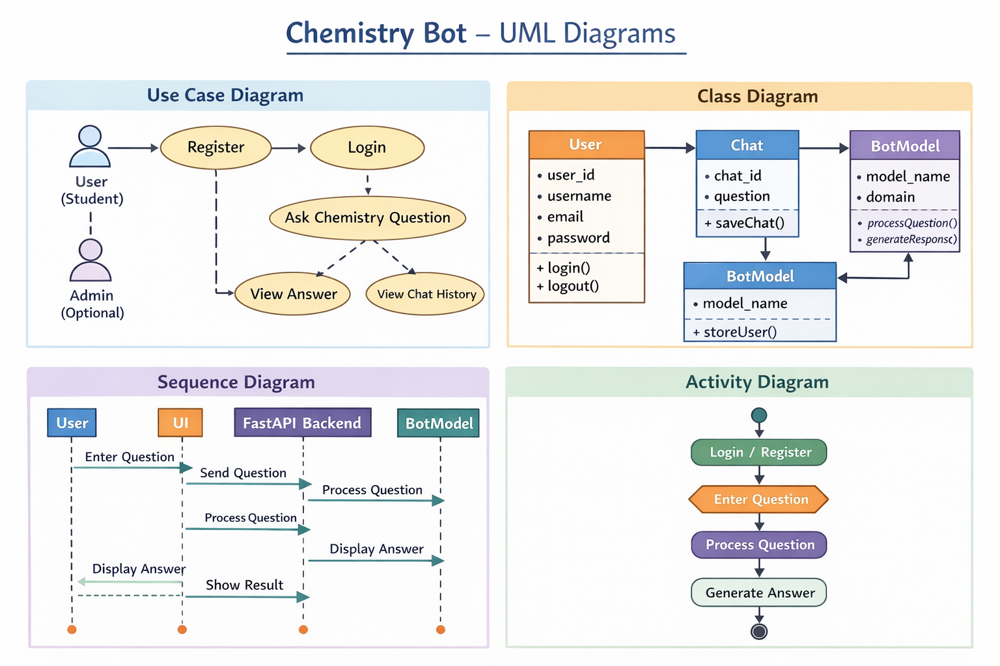 Chemistry Bot – UML Diagrams
Use Case Diagram
Register
Login
User
(Student)
Ask Chemistry Question
Admin
(Optional)
View Answer
View Chat History
Class Diagram
User
• user_id
• username
• email
• password
+ login()
+ logout()
Chat
• chat_id
• question
+ saveChat()
BotModel
• model_name
• domain
• processQuestion()
• generateResponse)
BotModel
• model_name
+ storeUser()
Sequence Diagram
User
UI
FastAPI Backend
BotModel
Enter Question
Send Question
Process Question
Process Question
Display Answer
Display Answer
Show Result
Activity Diagram
Login / Register
Enter Question
Process Question
Generate Answer